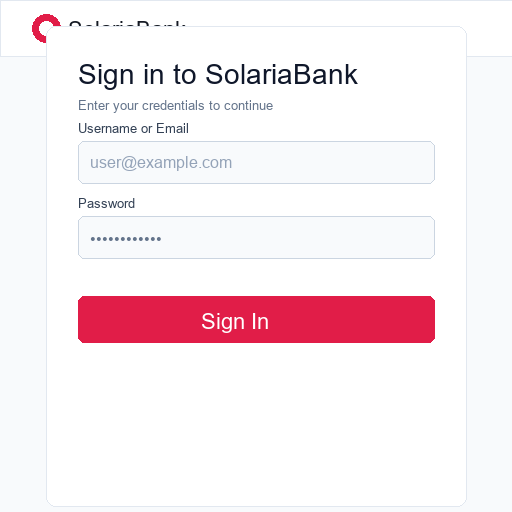 SolariaBank
Sign in to SolariaBank
Enter your credentials to continue
Username or Email
user@example.com
Password
••••••••••••
Sign In